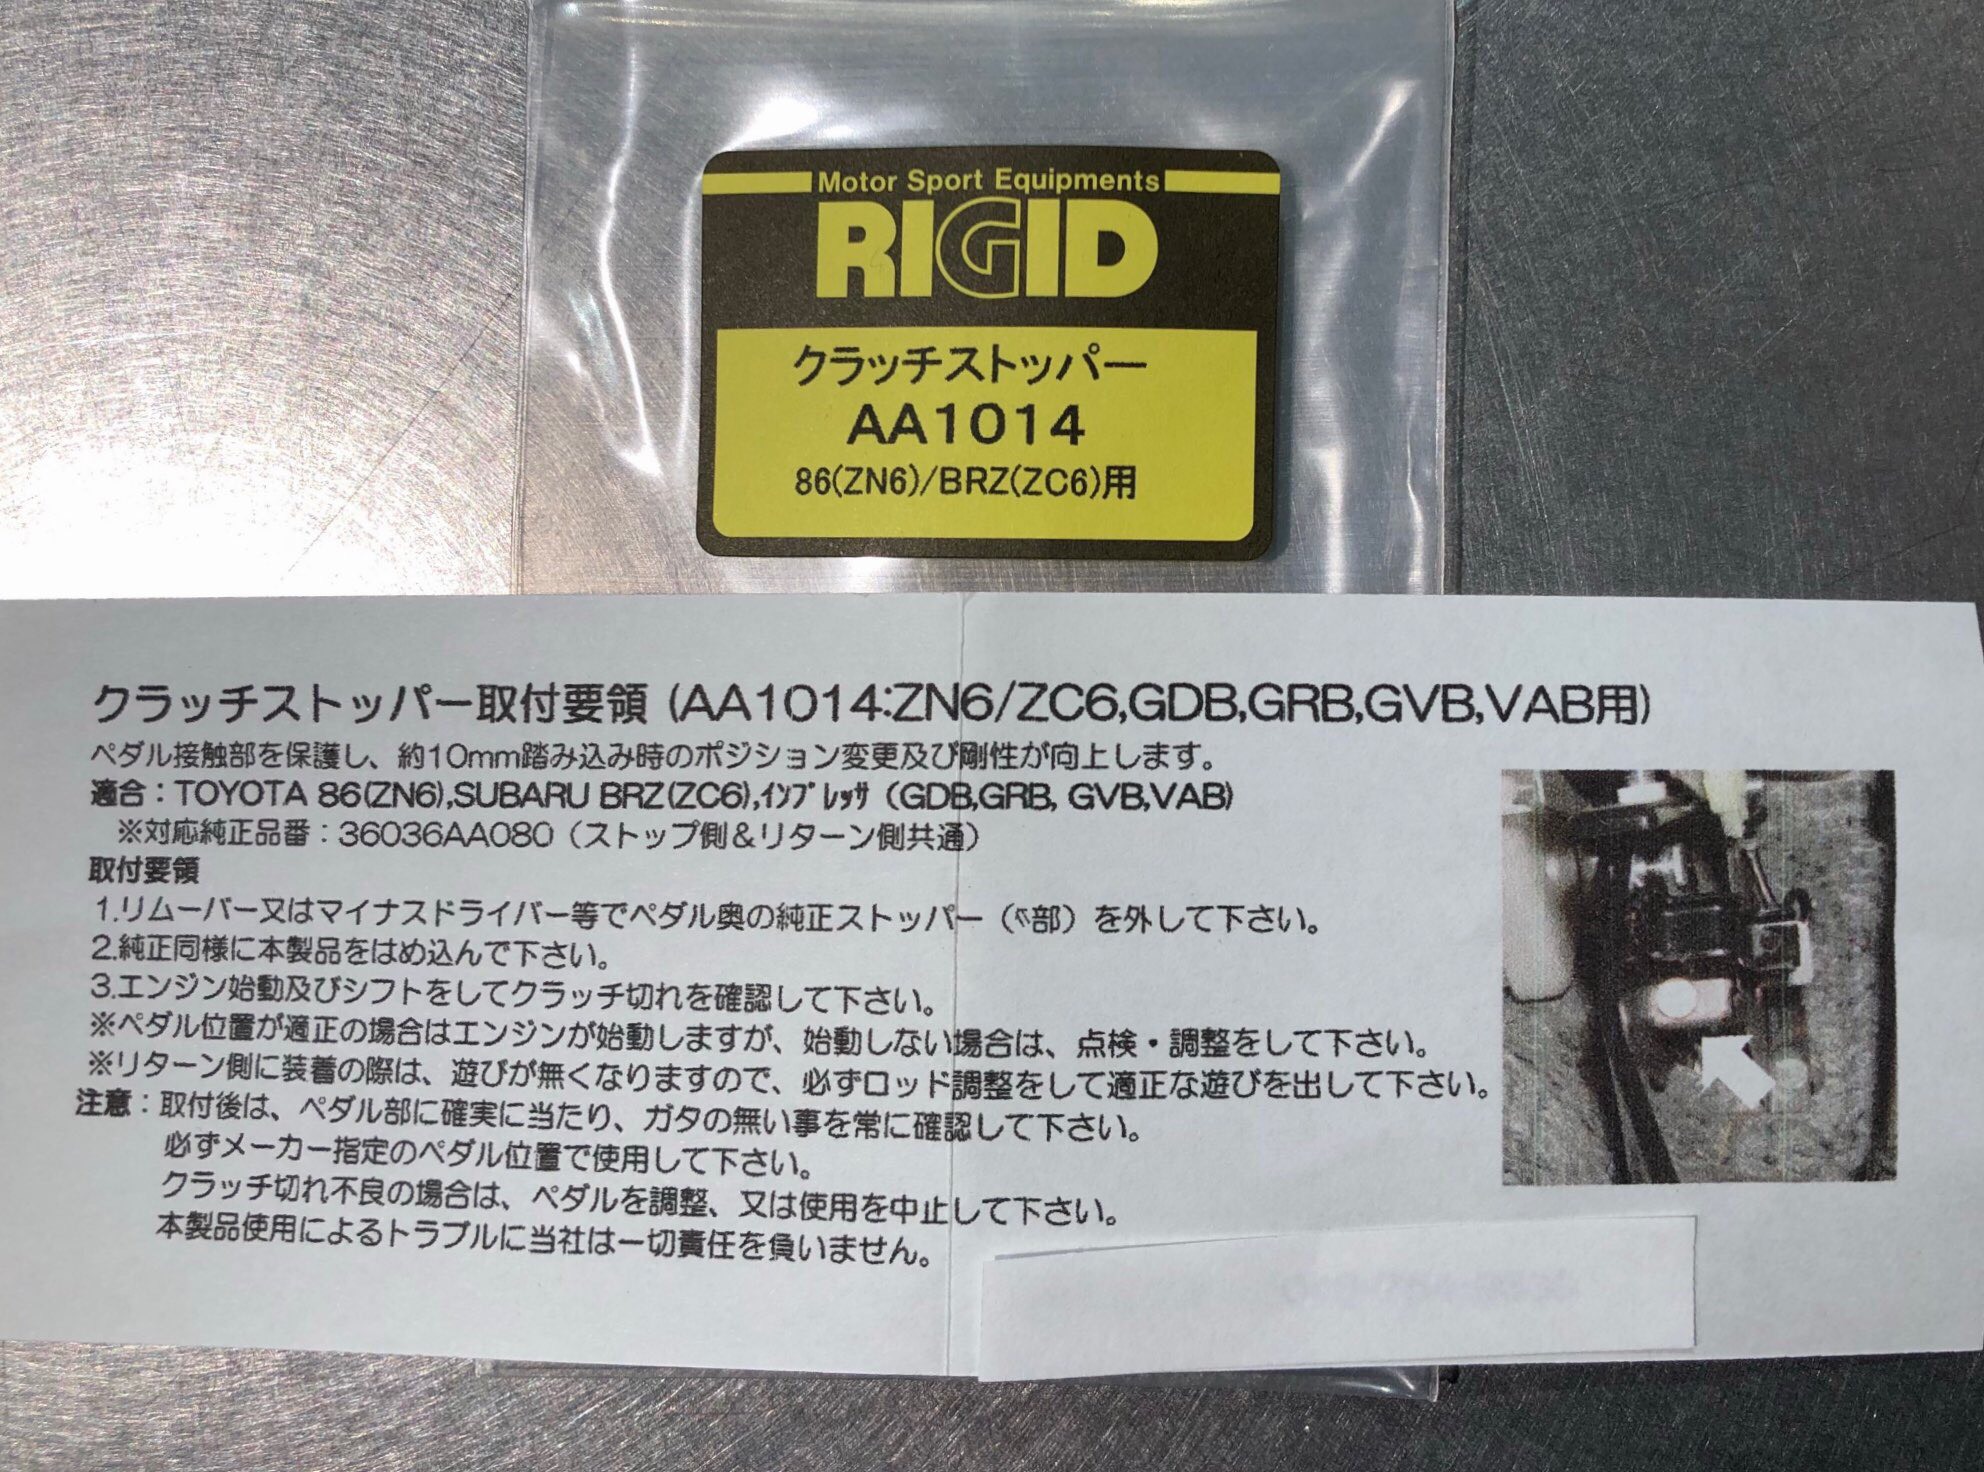 Motor Sport Equipments
RIGID
クラッチストッパー
AA1014
86(ZN6)/BRZ(ZC6)用
クラッチストッパー取付要領 (AA1014:ZN6/ZC6,GDB,GRB,GVB,VAB用)
ペダル接触部を保護し、約10mm踏み込み時のポジション変更及び剛性が向上します。
適合：TOYOTA 86(ZN6),SUBARU BRZ(ZC6),ｲﾝﾌﾟﾚｯｻ（GDB,GRB, GVB,VAB)
※対応純正品番：36036AA080（ストップ側＆リターン側共通）
取付要領
1.リムーバー又はマイナスドライバー等でペダル奥の純正ストッパー（部）を外して下さい。
2.純正同様に本製品をはめ込んで下さい。
3.エンジン始動及びシフトをしてクラッチ切れを確認して下さい。
※ペダル位置が適正の場合はエンジンが始動しますが、始動しない場合は、点検・調整をして下さい。
※リターン側に装着の際は、遊びが無くなりますので、必ずロッド調整をして適正な遊びを出して下さい。
注意：取付後は、ペダル部に確実に当たり、ガタの無い事を常に確認して下さい。
必ずメーカー指定のペダル位置で使用して下さい。
クラッチ切れ不良の場合は、ペダルを調整、又は使用を中止して下さい。
本製品使用によるトラブルに当社は一切責任を負いません。